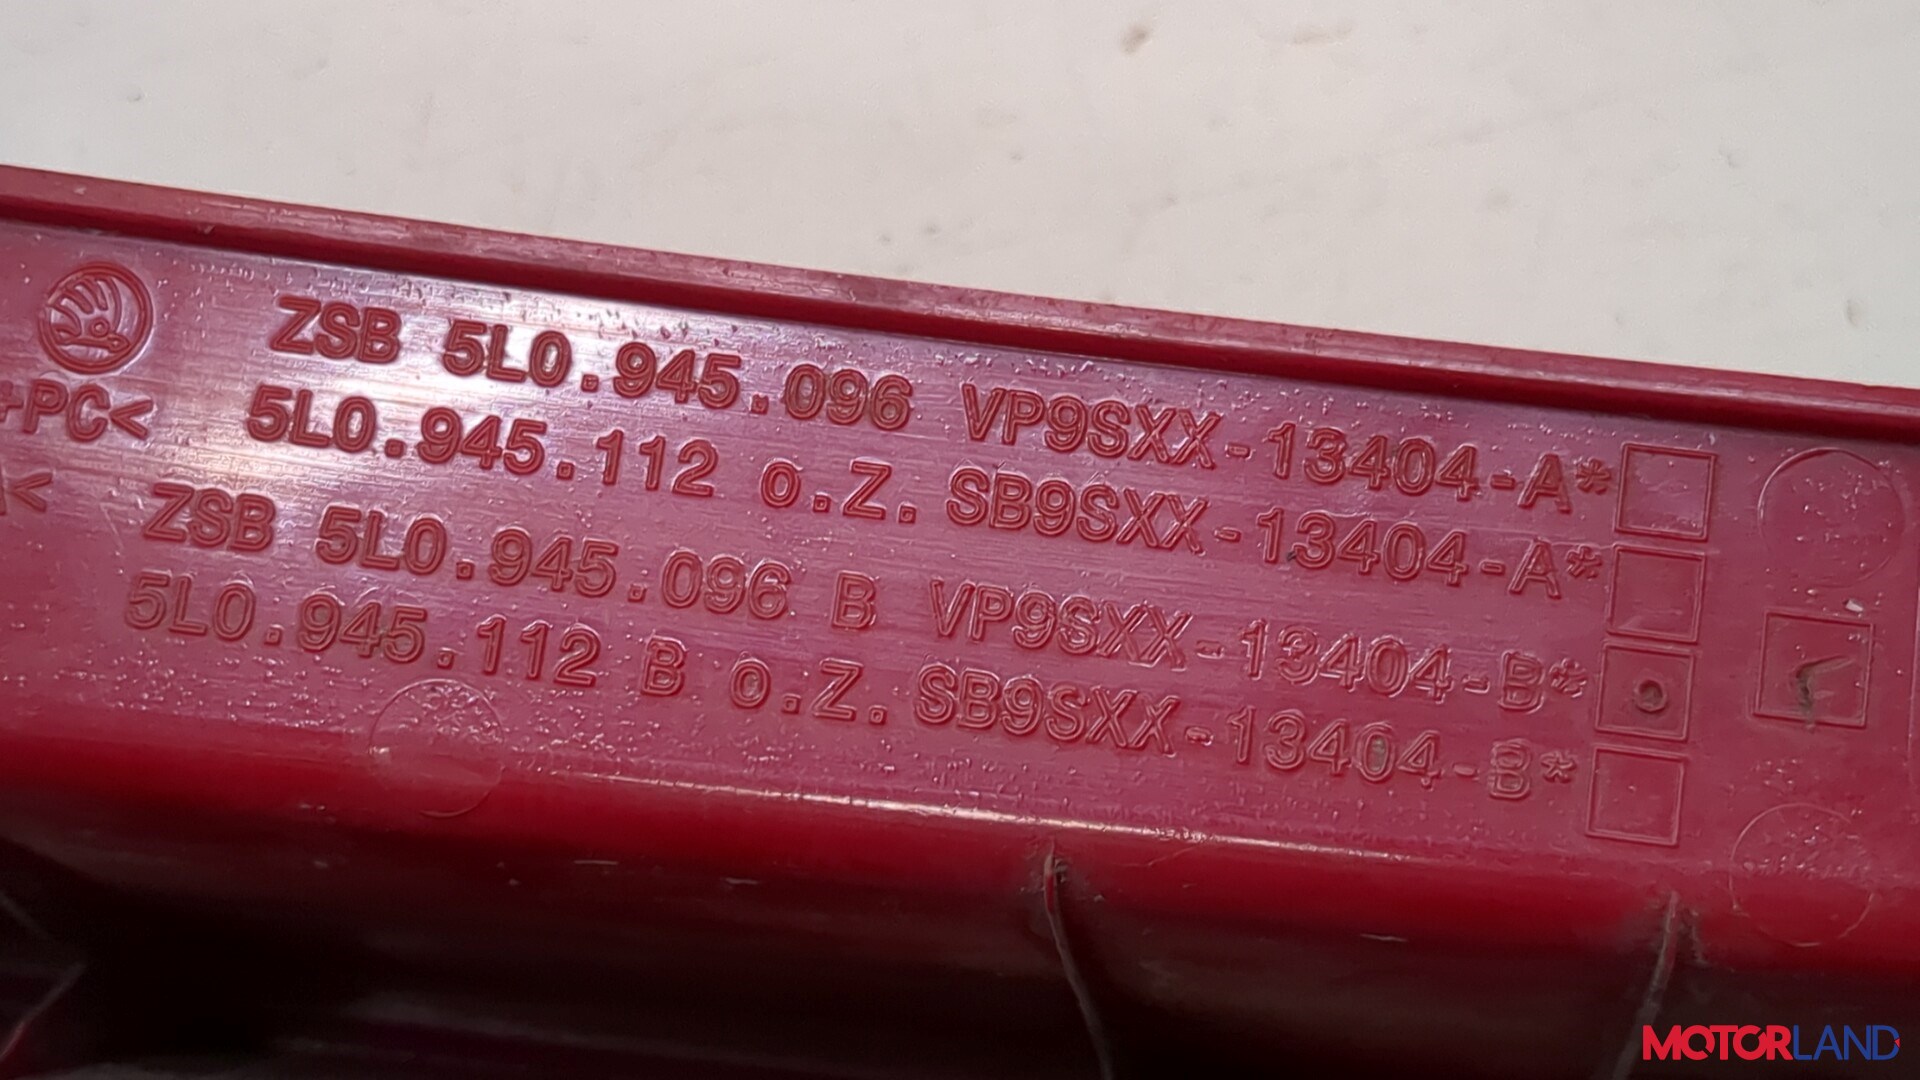 ZSB 5L0.945.096 VP9SXX-13404-A*
+PC< 5L0.945.112 o.Z. SB9SXX-13404-A*
ZSB 5L0.945.096 B VP9SXX-13404-B*
5L0.945.112 B o.Z. SB9SXX-13404-B*
MOTORLAND